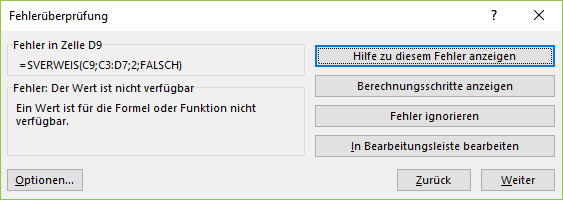 Fehlerüberprüfung
Fehler in Zelle D9
=SVERWEIS(C9;C3:D7;2;FALSCH)
Fehler: Der Wert ist nicht verfügbar
Ein Wert ist für die Formel oder Funktion nicht
verfügbar.
Hilfe zu diesem Fehler anzeigen
Berechnungsschritte anzeigen
Fehler ignorieren
In Bearbeitungsleiste bearbeiten
Optionen...
Zurück
Weiter